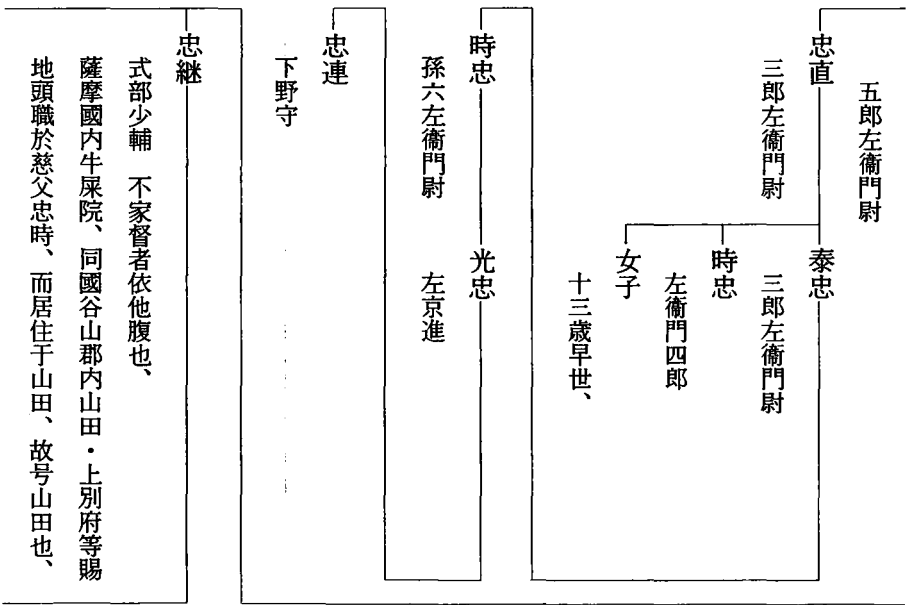 五郎左衞門尉
忠直
三郎左衞門尉
泰忠
三郎左衞門尉
時忠
左衞門四郎
女子
十三歳早世、
時忠
孫六左衞門尉
光忠
左京進
忠連
下野守
忠継
式部少輔　不家督者依他腹也、
薩摩國内牛屎院、同國谷山郡内山田・上別府等賜
地頭職於慈父忠時、而居住于山田、故号山田也、